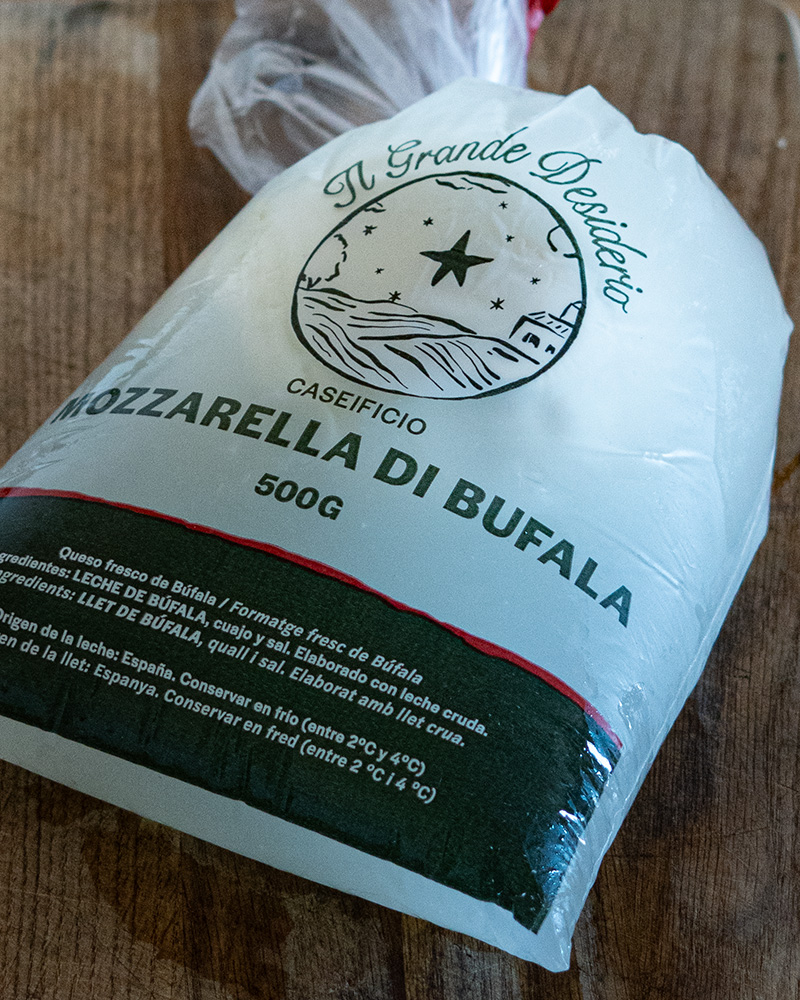 Il Grande Desiderio
CASEIFICIO
MOZZARELLA DI BUFALA
500G
Queso fresco de Búfala / Formatge fresc de Búfala
LECHE DE BÚFALA, cuajo y sal. Elaborado con leche cruda.
LLET DE BÚFALA, quall i sal. Elaborat amb llet crua.
Origen de la leche: España. Conservar en frío (entre 2ºC y 4ºC)
de la llet: Espanya. Conservar en fred (entre 2 ºC i 4 ºC)